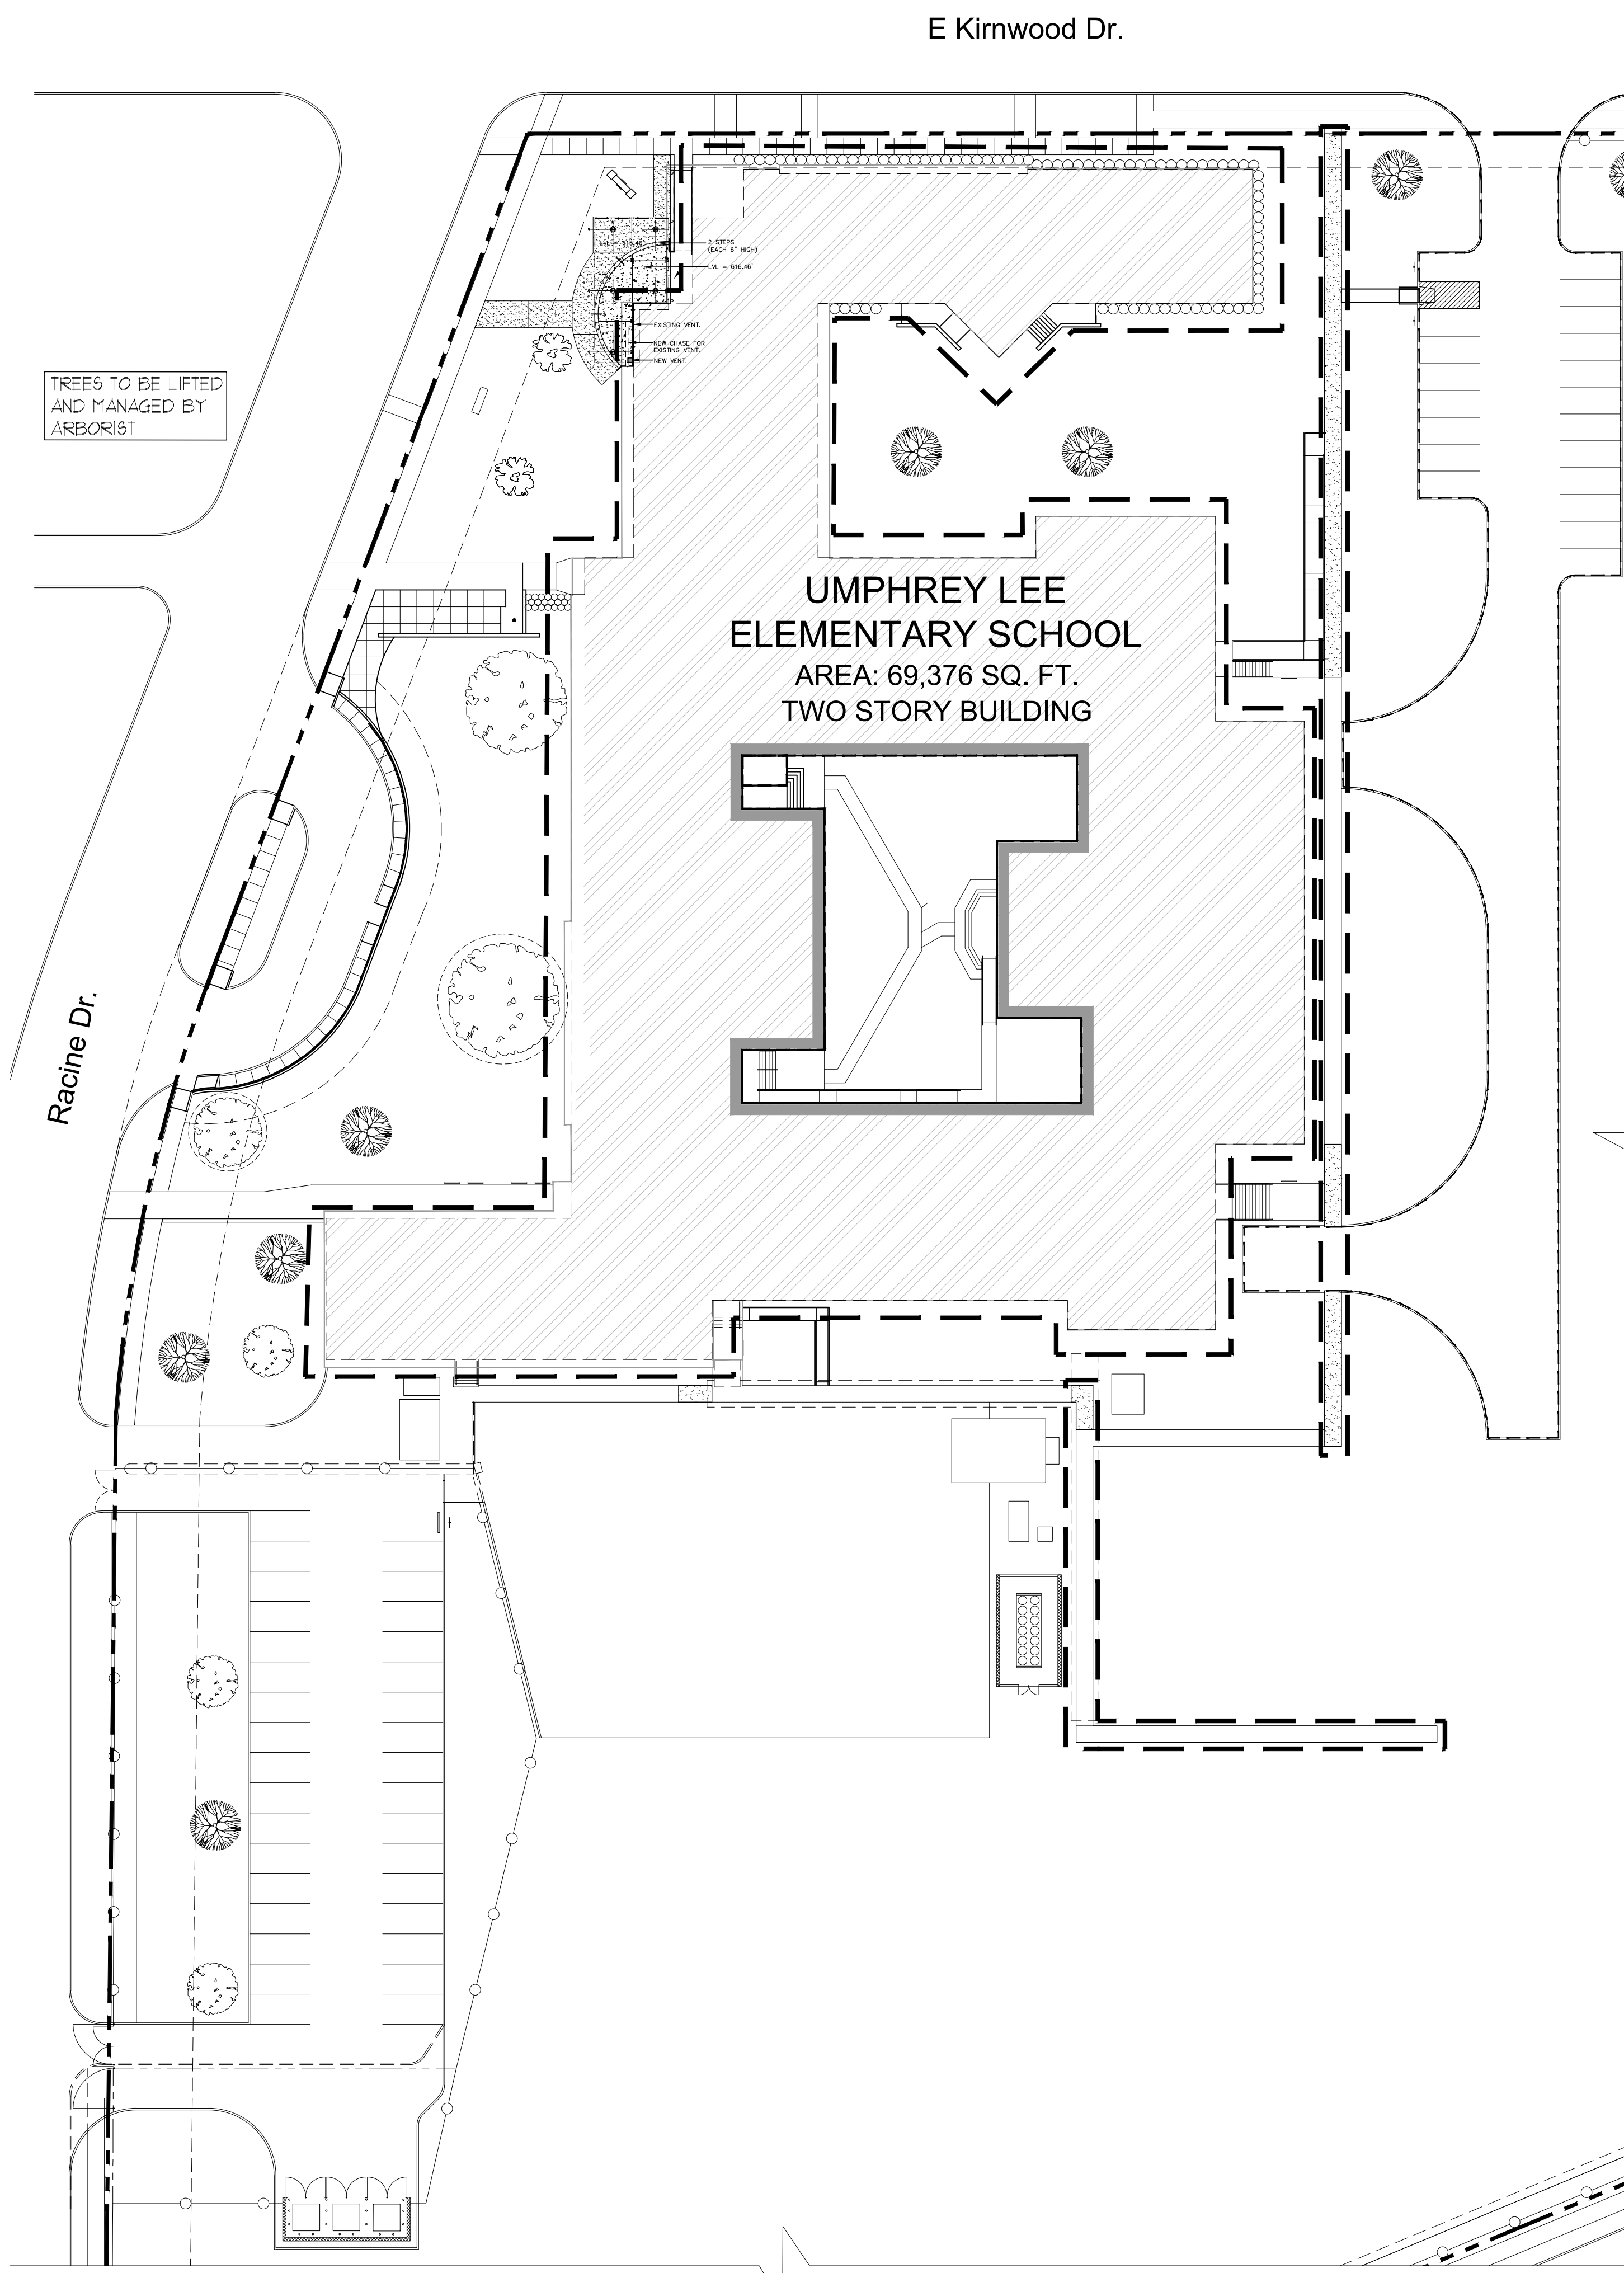 E Kirnwood Dr.
2 STEPS
(EACH 6" HIGH)
LVL = 616.46'
EXISTING VENT.
NEW CHASE FOR
EXISTING VENT.
NEW VENT.
TREES TO BE LIFTED
AND MANAGED BY
ARBORIST
UMPHREY LEE
ELEMENTARY SCHOOL
AREA: 69,376 SQ. FT.
TWO STORY BUILDING
Racine Dr.